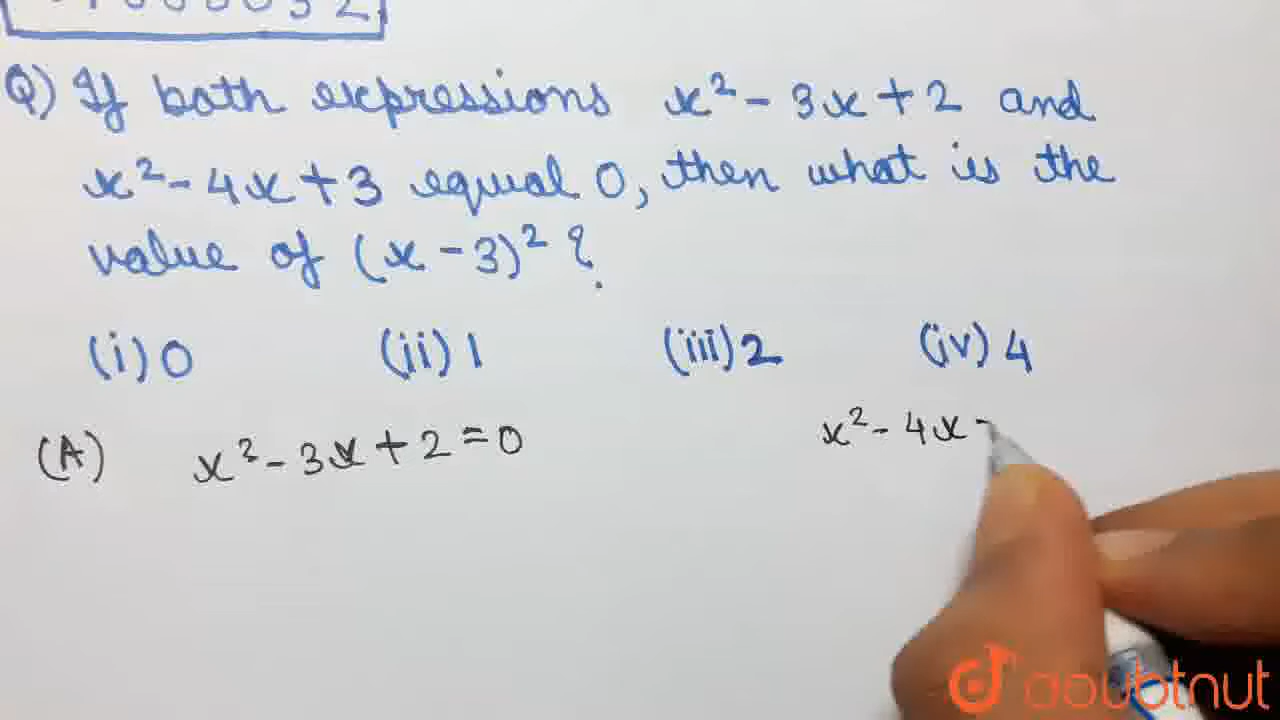 Q) If both expressions x² - 3x + 2 and
x² - 4x + 3 equal 0, then what is the
value of (x - 3)² ?
(i) 0 (ii) 1 (iii) 2 (iv) 4
(A) x² - 3x + 2 = 0 x² - 4x
doubtnut